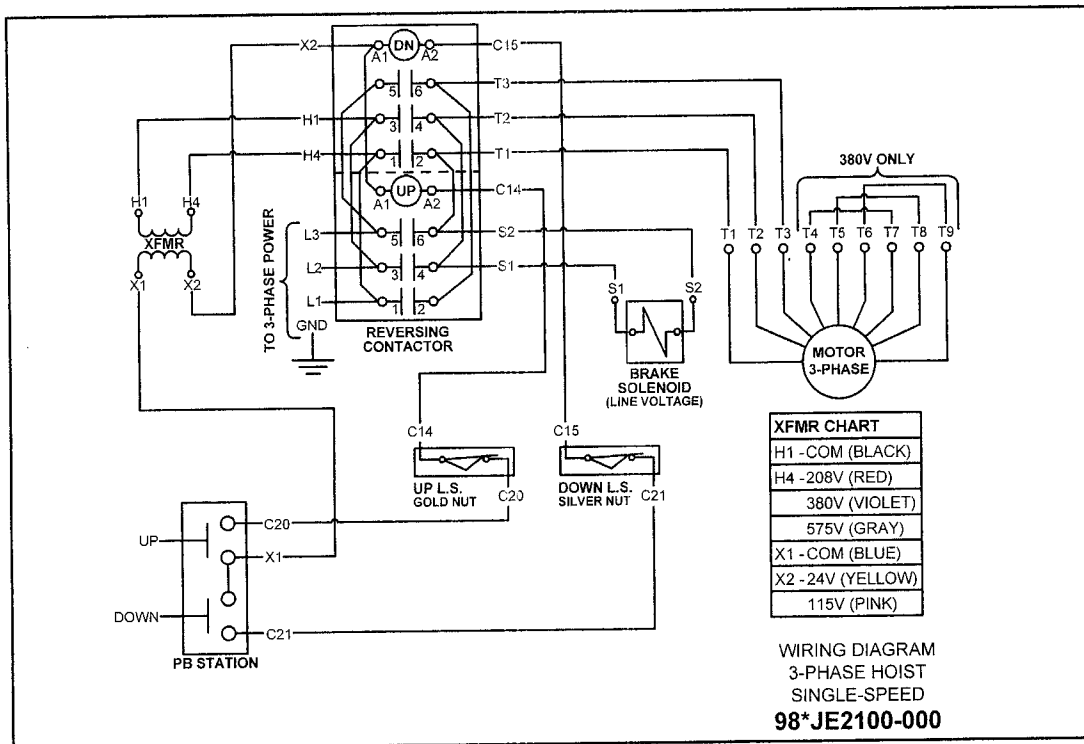 X2 A1 DN A2 C15
5 6 T3
H1 3 4 T2
H4 1 2 T1
A1 UP A2 C14
L3 5 6 S2
L2 3 4 S1
L1 1 2
GND
TO 3-PHASE POWER
REVERSING
CONTACTOR
H1 H4
XFMR
X1 X2
380V ONLY
T1 T2 T3 T4 T5 T6 T7 T8 T9
MOTOR
3-PHASE
S1 S2
BRAKE
SOLENOID
(LINE VOLTAGE)
C14
UP L.S.
GOLD NUT
C20
C15
DOWN L.S.
SILVER NUT
C21
UP
C20
X1
DOWN
C21
PB STATION
XFMR CHART
H1 -COM (BLACK)
H4 -208V (RED)
380V (VIOLET)
575V (GRAY)
X1 -COM (BLUE)
X2 -24V (YELLOW)
115V (PINK)
WIRING DIAGRAM
3-PHASE HOIST
SINGLE-SPEED
98*JE2100-000